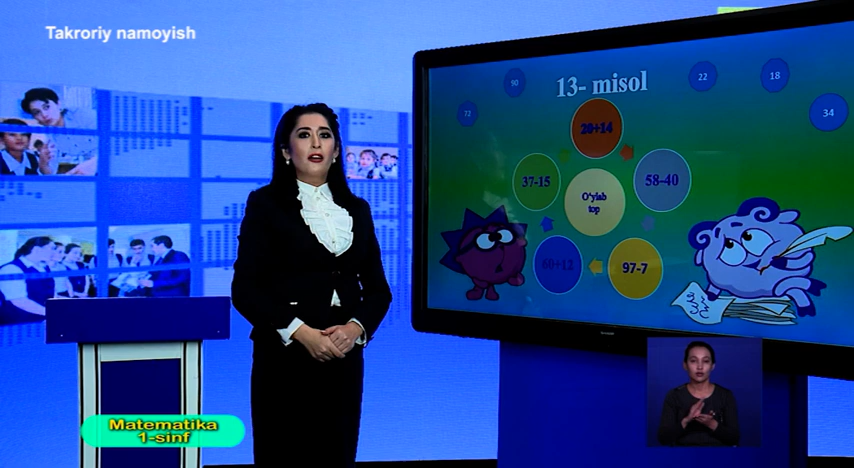 Takroriy namoyish
13- misol
90
22
18
72
34
20+14
37-15
58-40
O'ylab
top
60+12
97-7
Matematika
1-sinf